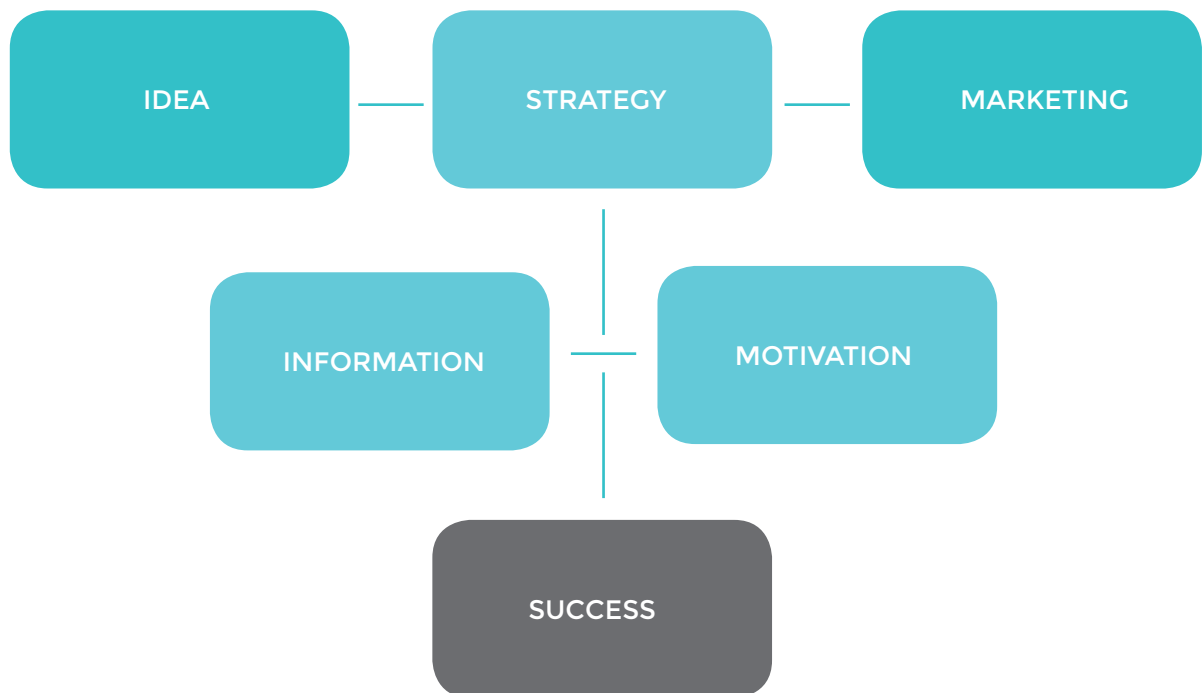 IDEA
STRATEGY
MARKETING
INFORMATION
MOTIVATION
SUCCESS